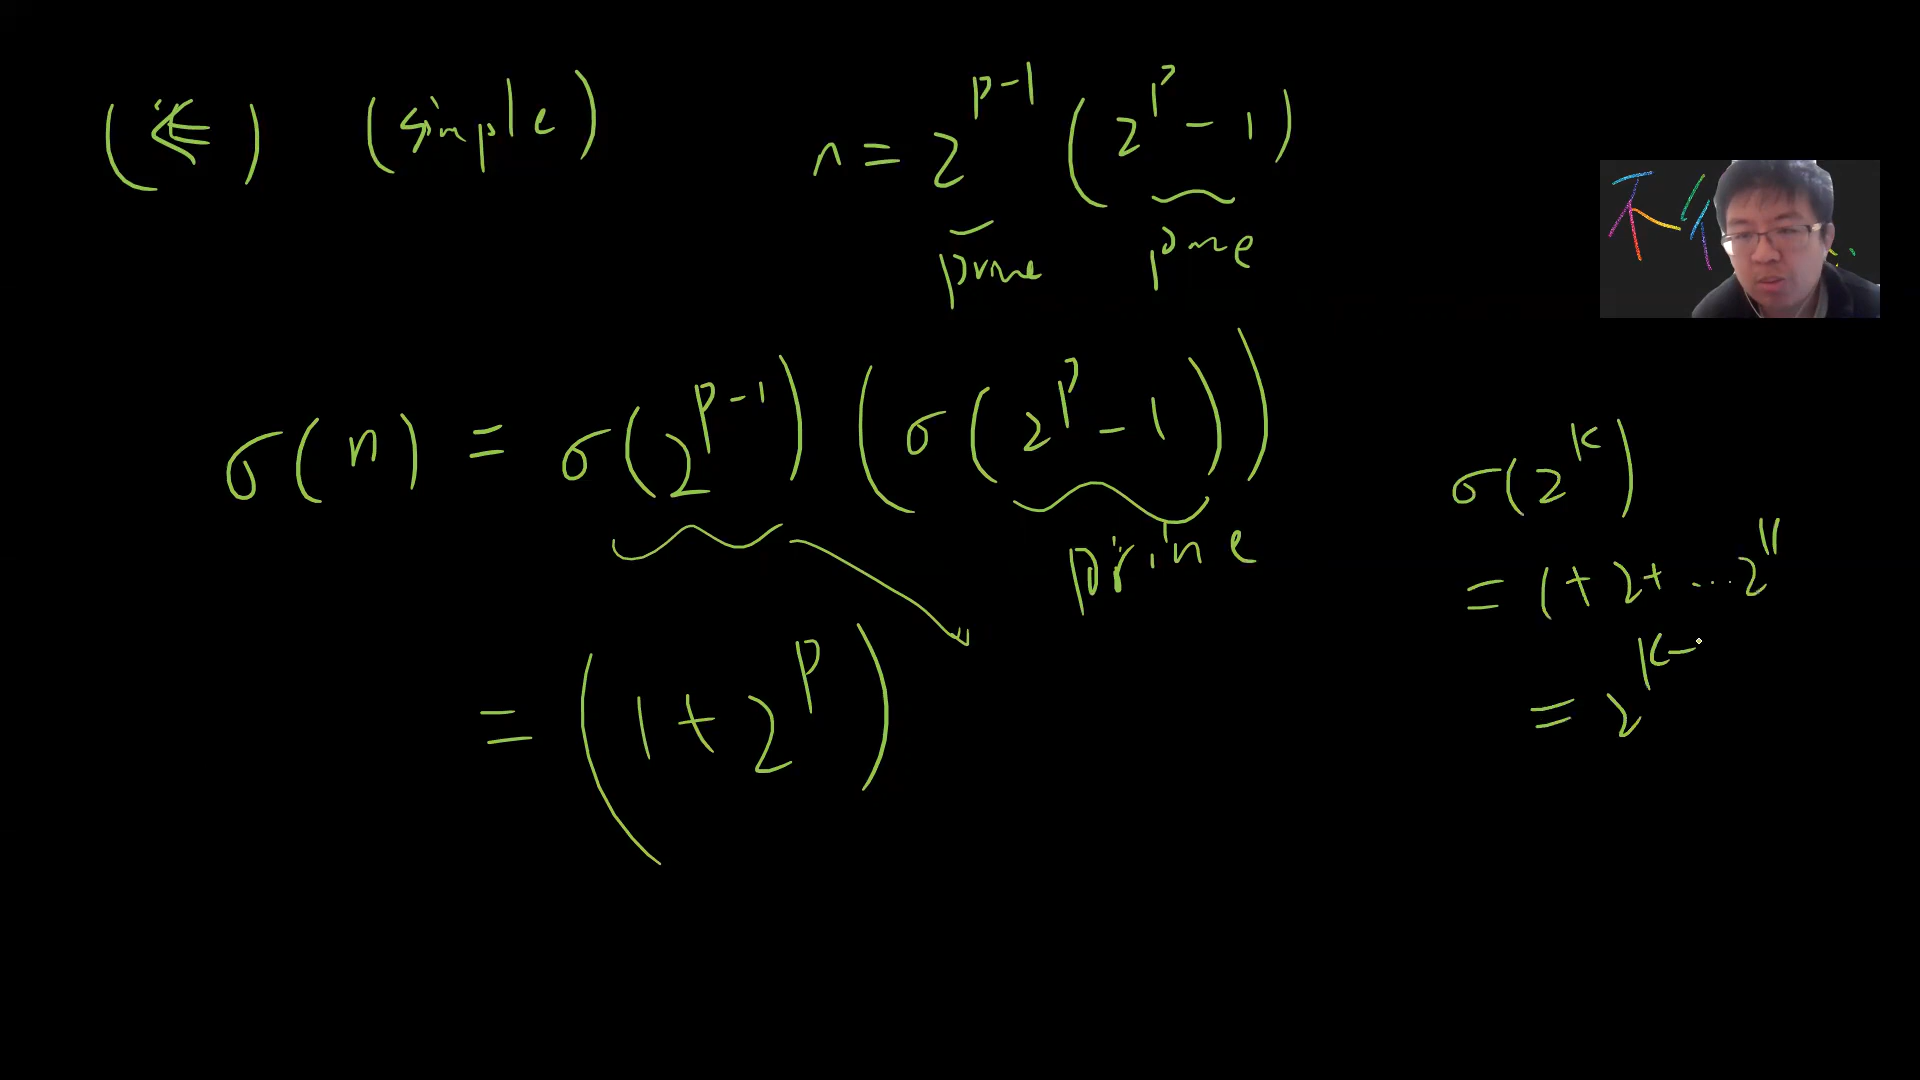 (⇐) (simple) n = 2^{p-1} (2^p - 1)
prime prime
σ(n) = σ(2^{p-1}) (σ(2^p - 1))
prime
= (1 + 2^p) (
σ(2^k)
= 1 + 2 + ... 2^k
= 2^{k-